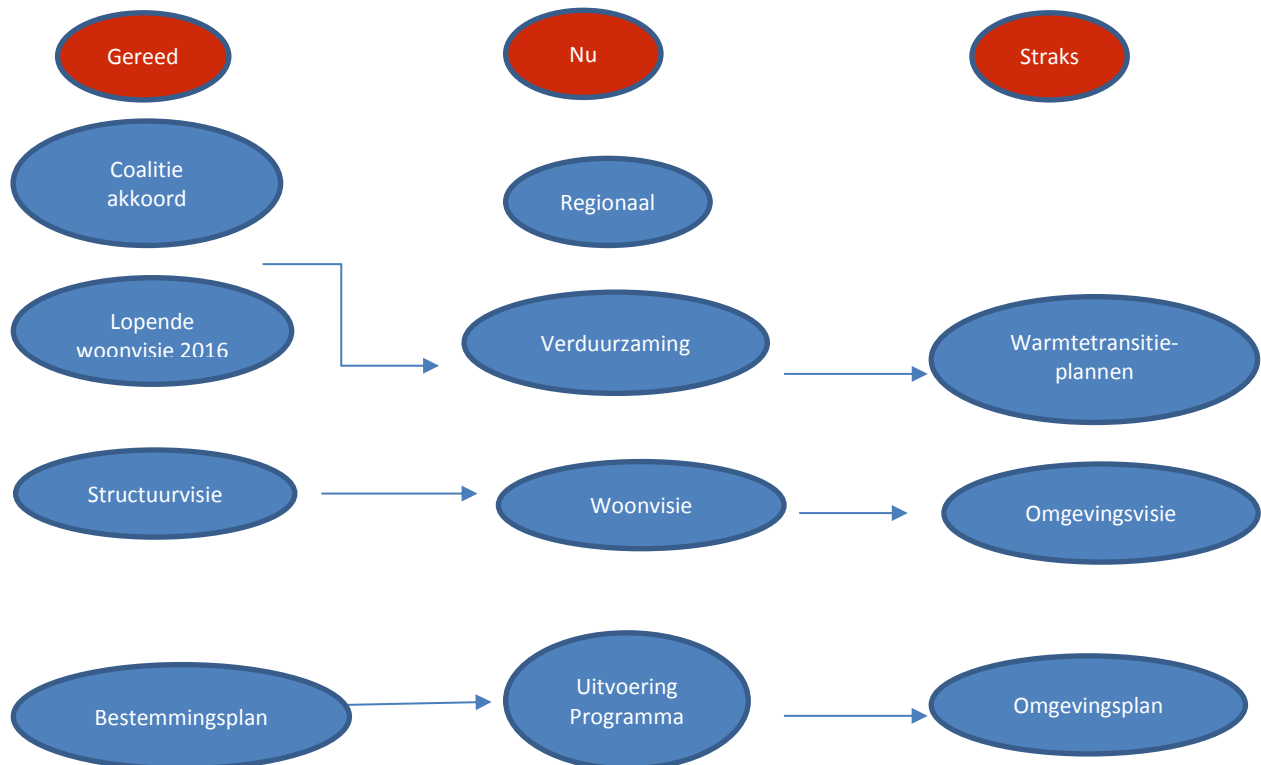 Gereed
Nu
Straks
Coalitie
akkoord
Regionaal
Lopende
woonvisie 2016
Verduurzaming
Warmtetransitie-
plannen
Structuurvisie
Woonvisie
Omgevingsvisie
Bestemmingsplan
Uitvoering
Programma
Omgevingsplan